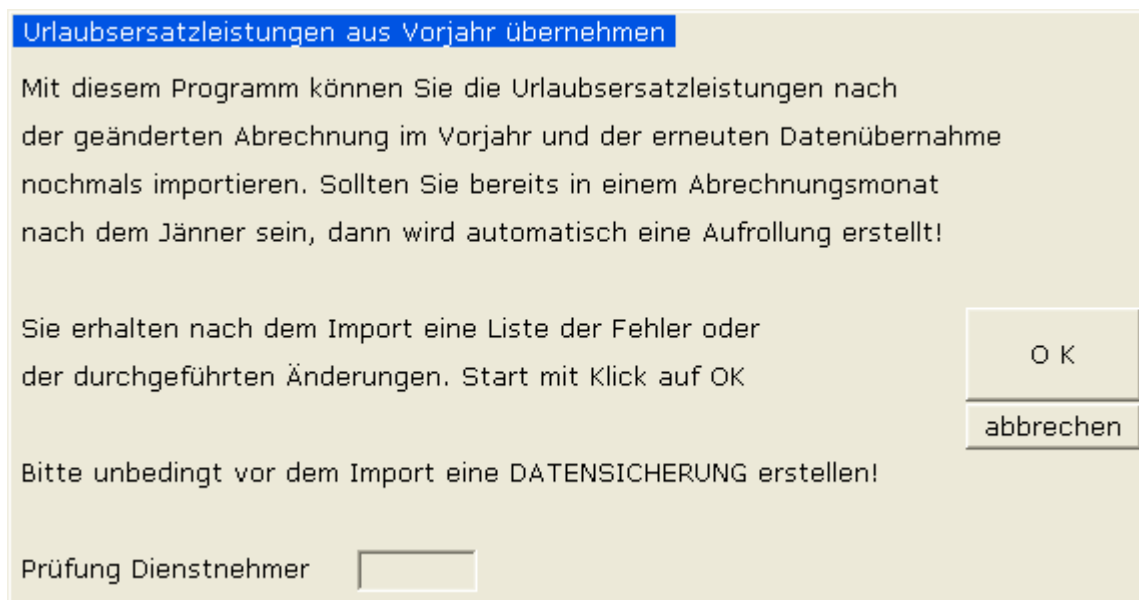 Urlaubsersatzleistungen aus Vorjahr übernehmen
Mit diesem Programm können Sie die Urlaubsersatzleistungen nach
der geänderten Abrechnung im Vorjahr und der erneuten Datenübernahme
nochmals importieren. Sollten Sie bereits in einem Abrechnungsmonat
nach dem Jänner sein, dann wird automatisch eine Aufrollung erstellt!
Sie erhalten nach dem Import eine Liste der Fehler oder
der durchgeführten Änderungen. Start mit Klick auf OK
O K
abbrechen
Bitte unbedingt vor dem Import eine DATENSICHERUNG erstellen!
Prüfung Dienstnehmer